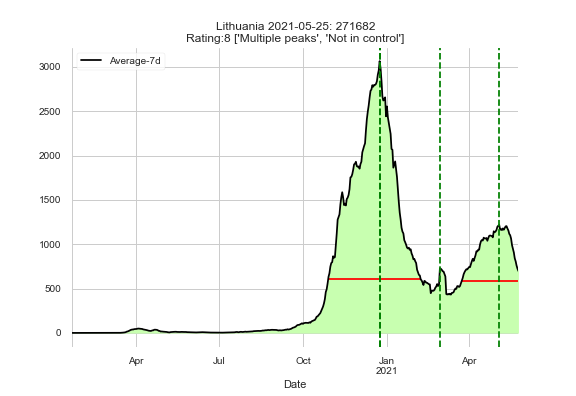 Lithuania 2021-05-25: 271682
Rating:8 ['Multiple peaks', 'Not in control']
Average-7d
3000
2500
2000
1500
1000
500
0
Apr
Jul
Oct
Jan
2021
Apr
Date